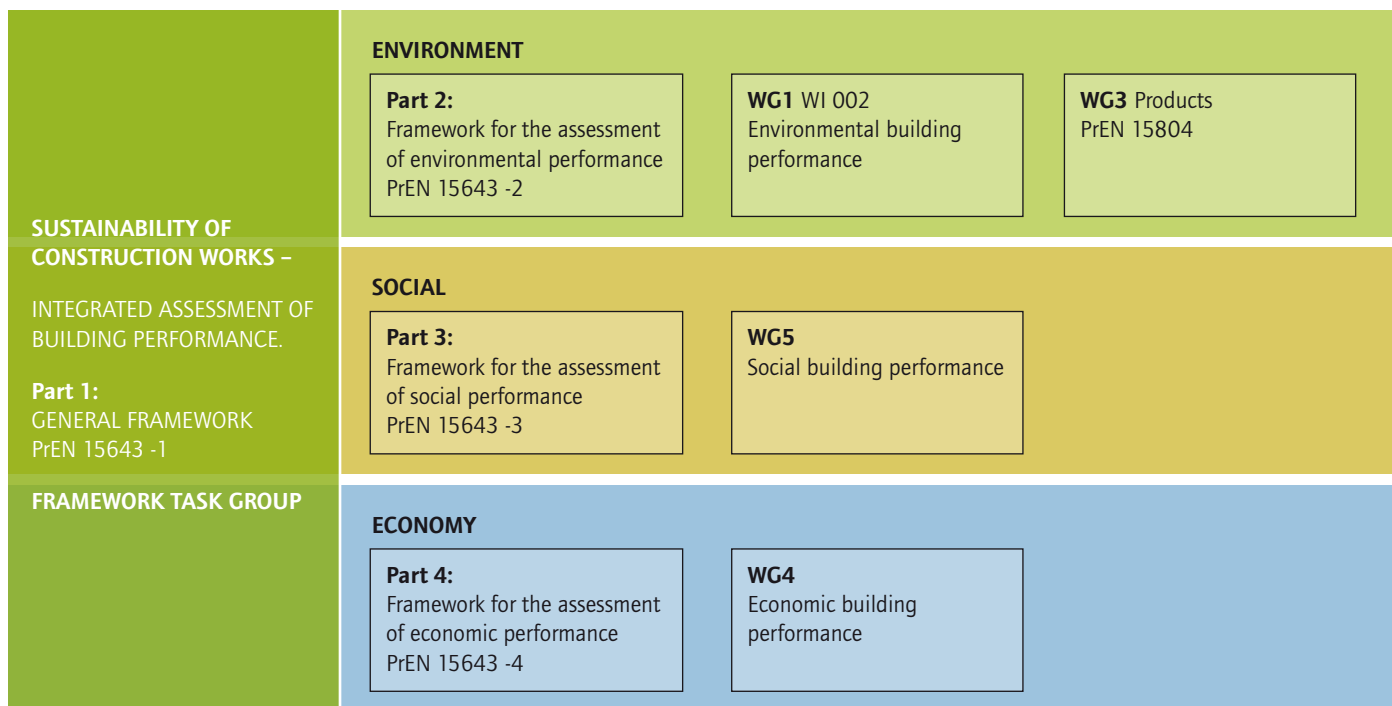 SUSTAINABILITY OF
CONSTRUCTION WORKS –
INTEGRATED ASSESSMENT OF
BUILDING PERFORMANCE.
Part 1:
GENERAL FRAMEWORK
PrEN 15643 -1
FRAMEWORK TASK GROUP
ENVIRONMENT
Part 2:
Framework for the assessment
of environmental performance
PrEN 15643 -2
WG1 WI 002
Environmental building
performance
WG3 Products
PrEN 15804
SOCIAL
Part 3:
Framework for the assessment
of social performance
PrEN 15643 -3
WG5
Social building performance
ECONOMY
Part 4:
Framework for the assessment
of economic performance
PrEN 15643 -4
WG4
Economic building
performance